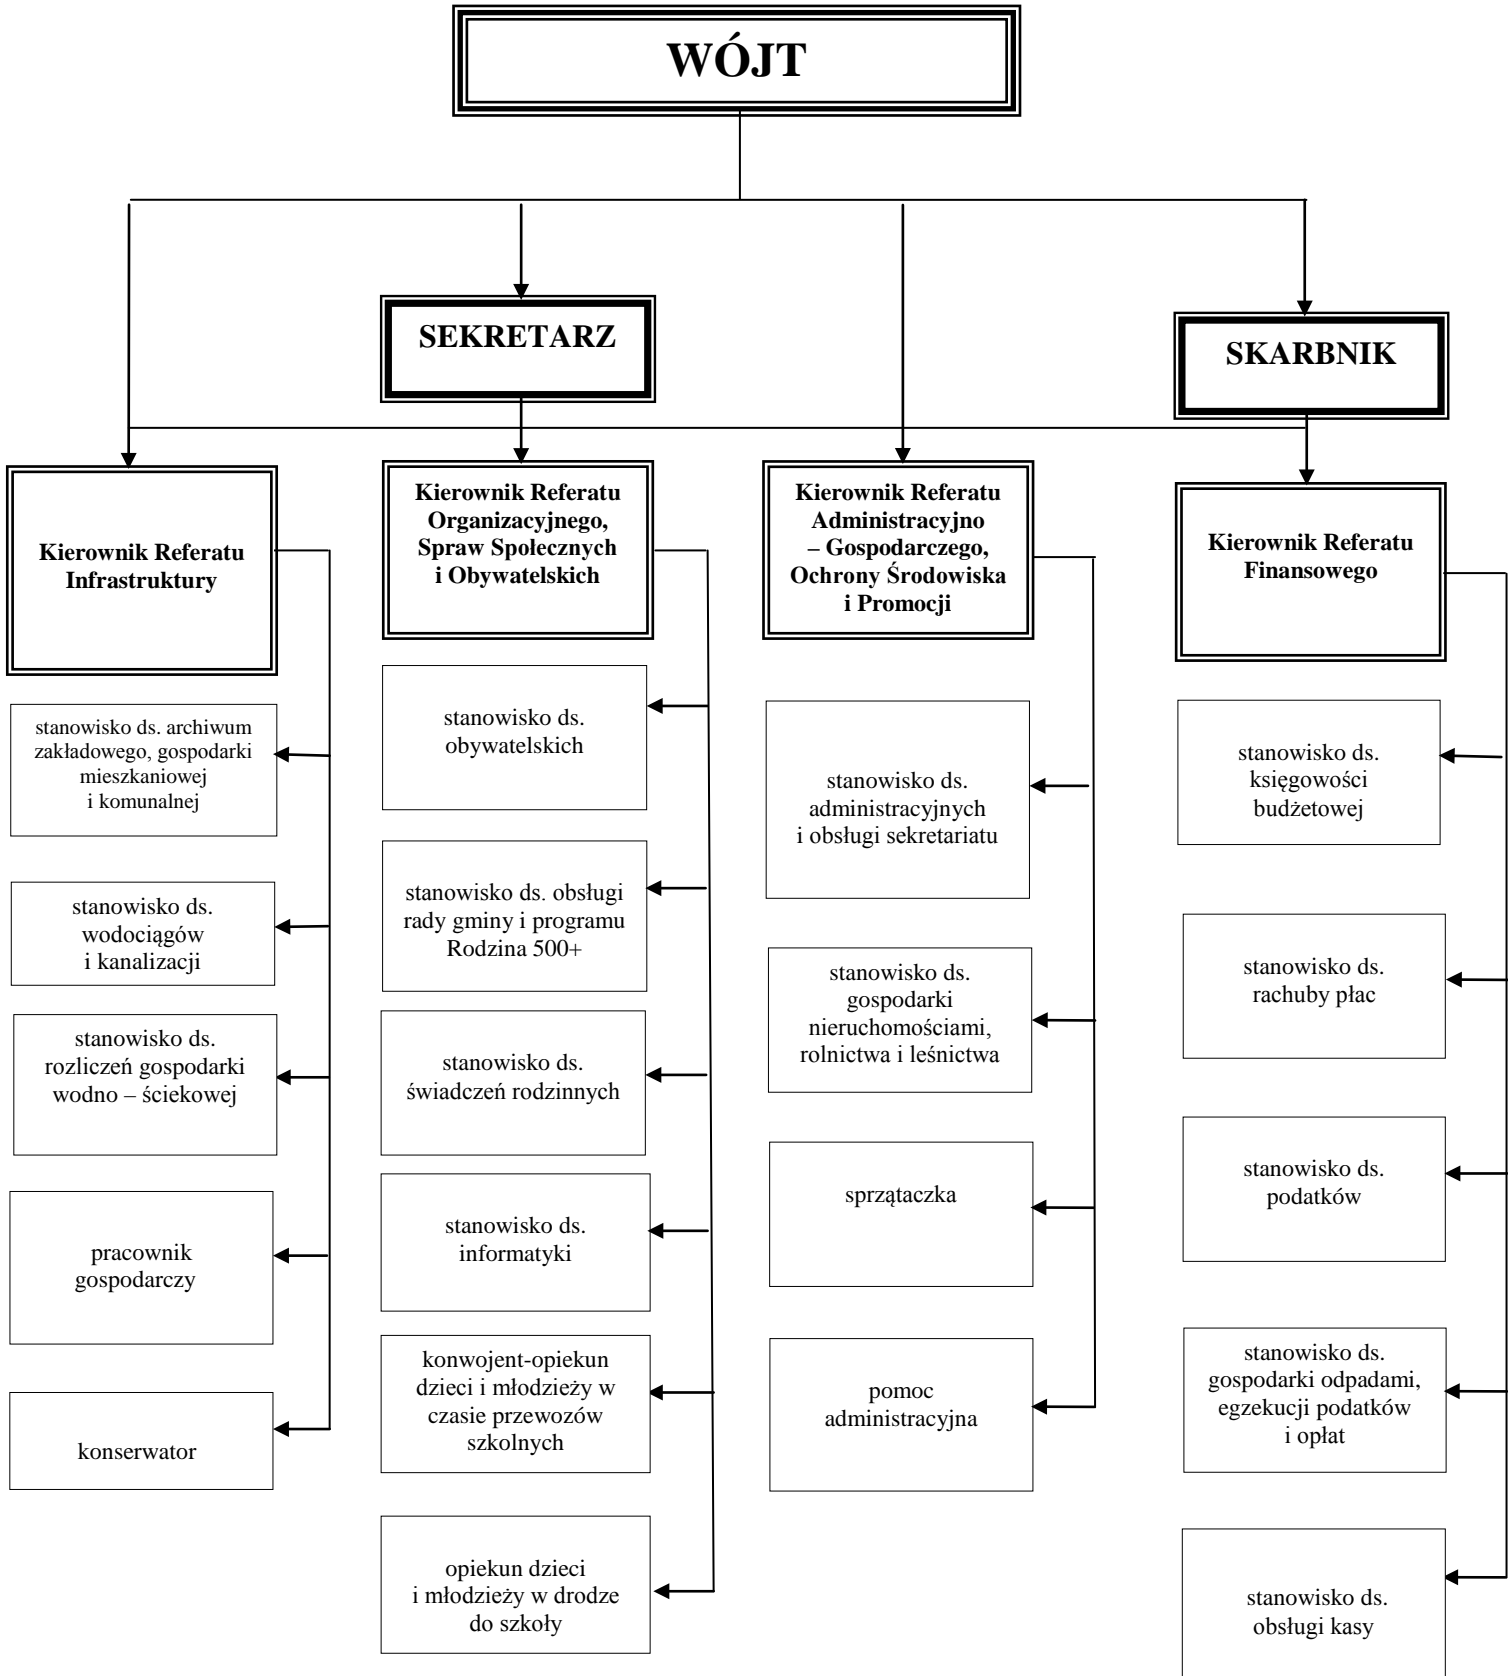 WÓJT
SEKRETARZ
SKARBNIK
Kierownik Referatu
Infrastruktury
stanowisko ds. archiwum
zakładowego, gospodarki
mieszkaniowej
i komunalnej
stanowisko ds.
wodociągów
i kanalizacji
stanowisko ds.
rozliczeń gospodarki
wodno – ściekowej
pracownik
gospodarczy
konserwator
Kierownik Referatu
Organizacyjnego,
Spraw Społecznych
i Obywatelskich
stanowisko ds.
obywatelskich
stanowisko ds. obsługi
rady gminy i programu
Rodzina 500+
stanowisko ds.
świadczeń rodzinnych
stanowisko ds.
informatyki
konwojent-opiekun
dzieci i młodzieży w
czasie przewozów
szkolnych
opiekun dzieci
i młodzieży w drodze
do szkoły
Kierownik Referatu
Administracyjno
– Gospodarczego,
Ochrony Środowiska
i Promocji
stanowisko ds.
administracyjnych
i obsługi sekretariatu
stanowisko ds.
gospodarki
nieruchomościami,
rolnictwa i leśnictwa
sprzątaczka
pomoc
administracyjna
Kierownik Referatu
Finansowego
stanowisko ds.
księgowości
budżetowej
stanowisko ds.
rachuby płac
stanowisko ds.
podatków
stanowisko ds.
gospodarki odpadami,
egzekucji podatków
i opłat
stanowisko ds.
obsługi kasy